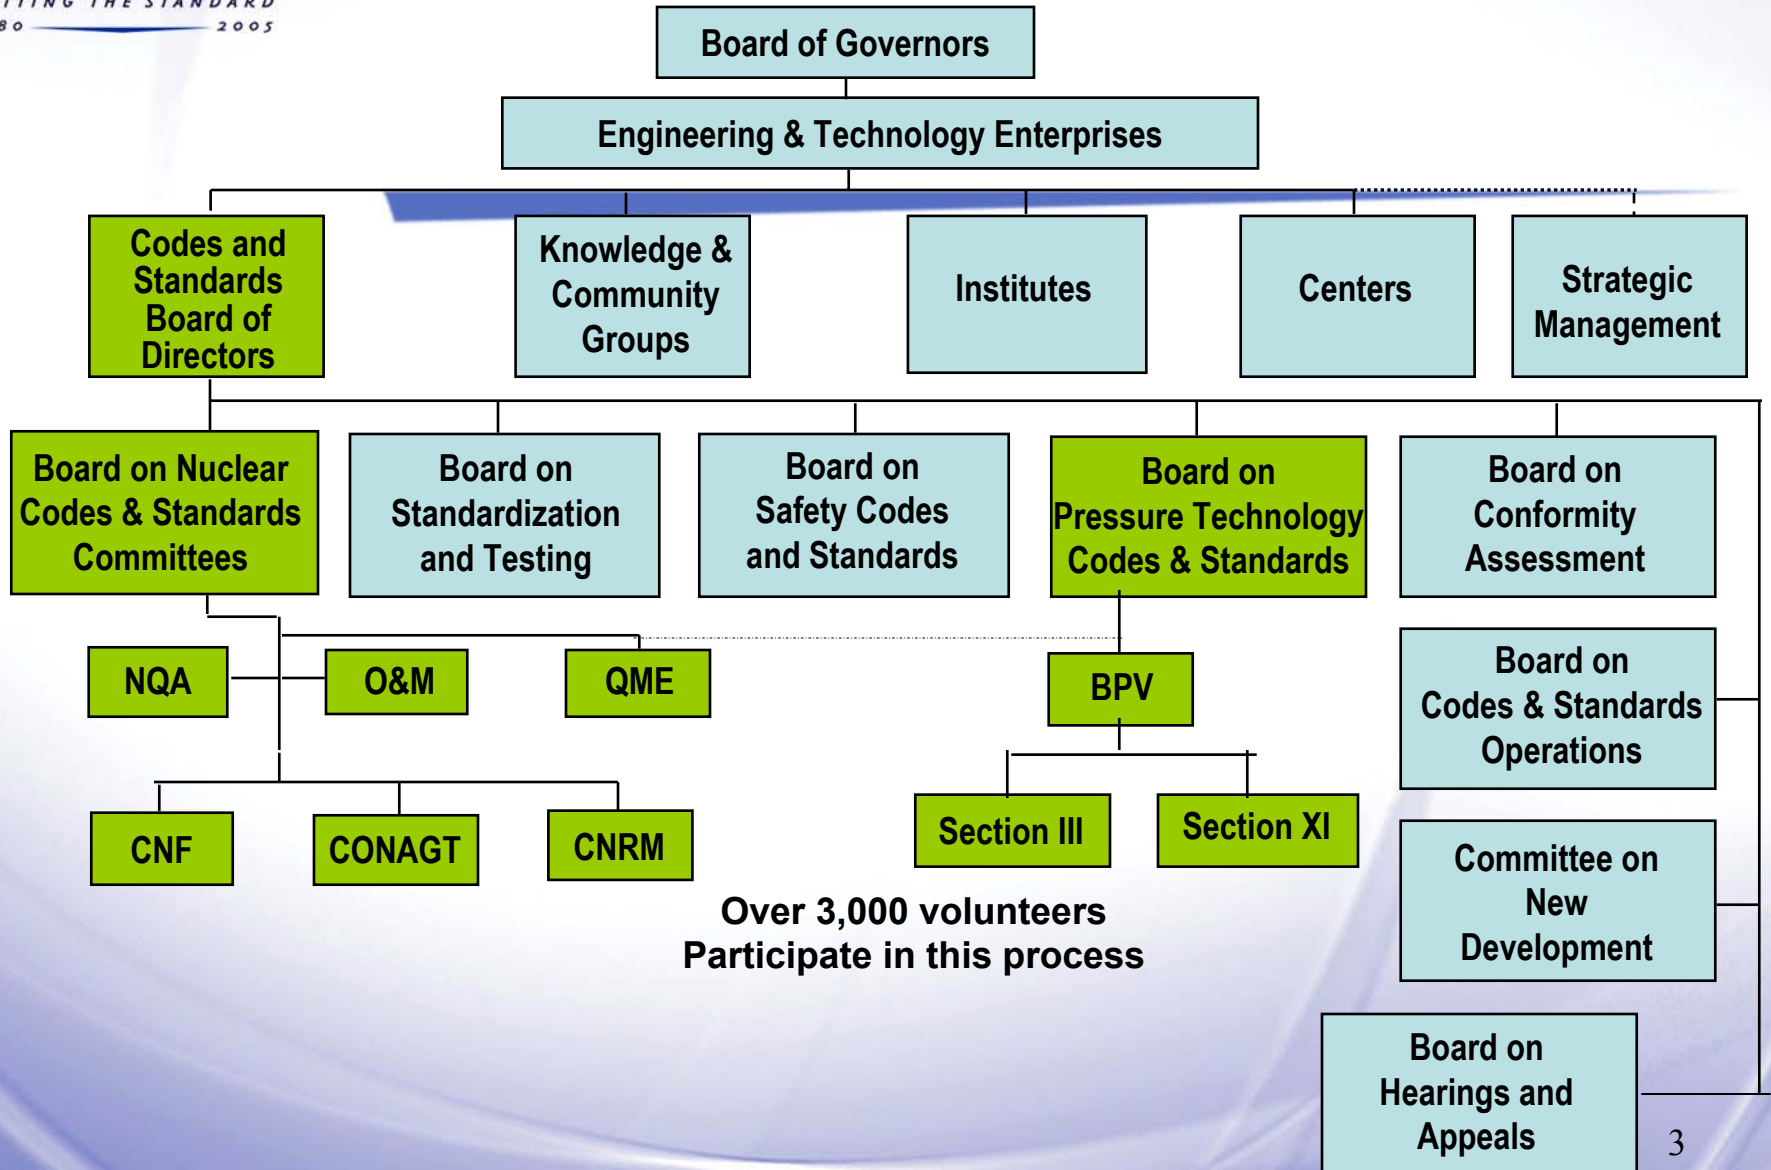 THE STANDARD
2005
Board of Governors
Engineering & Technology Enterprises
Codes and
Standards
Board of
Directors
Knowledge &
Community
Groups
Institutes
Centers
Strategic
Management
Board on Nuclear
Codes & Standards
Committees
Board on
Standardization
and Testing
Board on
Safety Codes
and Standards
Board on
Pressure Technology
Codes & Standards
Board on
Conformity
Assessment
NQA
O&M
QME
BPV
Board on
Codes & Standards
Operations
CNF
CONAGT
CNRM
Section III
Section XI
Committee on
New
Development
Over 3,000 volunteers
Participate in this process
Board on
Hearings and
Appeals
3